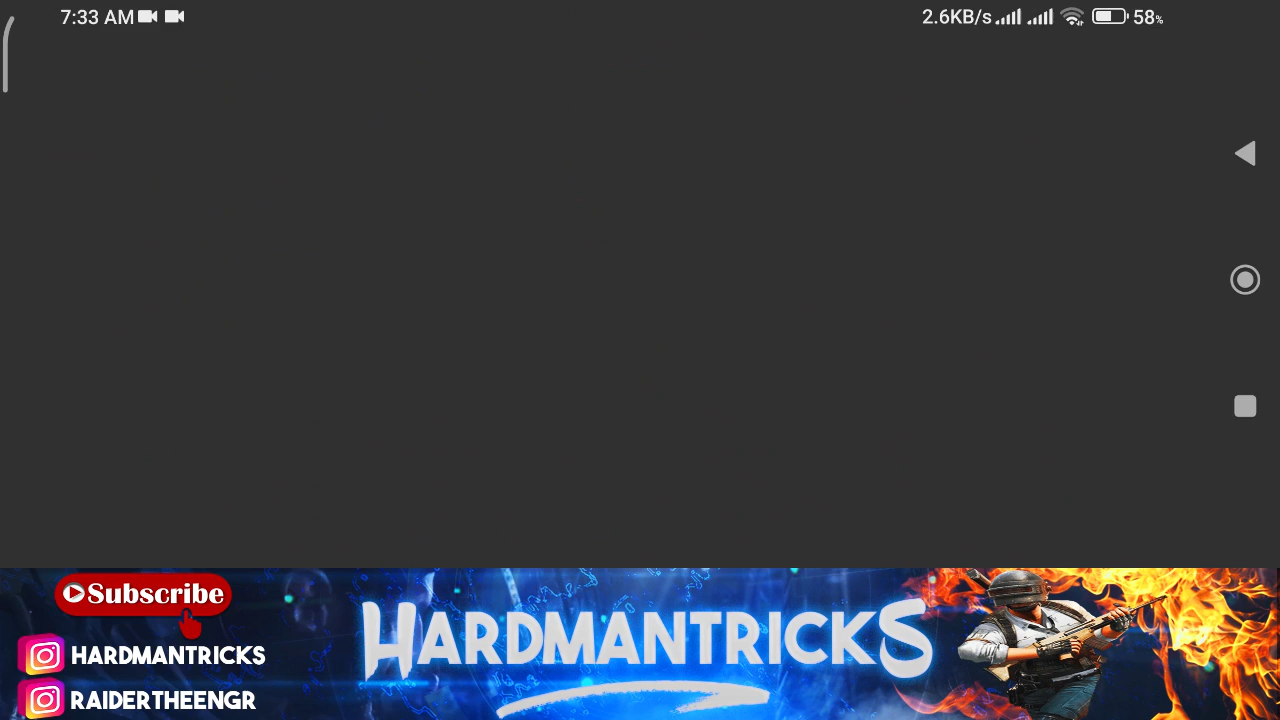 7:33 AM
2.6KB/s 58%
Subscribe
HARDMANTRICKS
HARDMANTRICKS
RAIDERTHEENGR